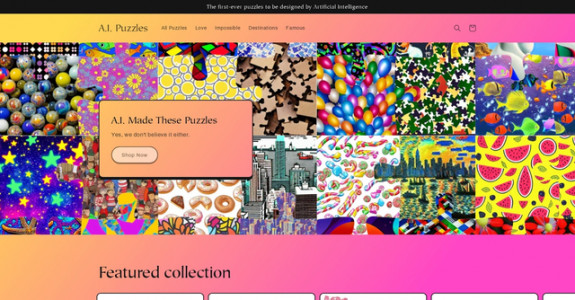 The first-ever puzzles to be designed by Artificial Intelligence
A.I. Puzzles
All Puzzles Love Impossible Destinations Famous
A.I. Made These Puzzles
Yes, we don't believe it either.
Shop Now
Featured collection